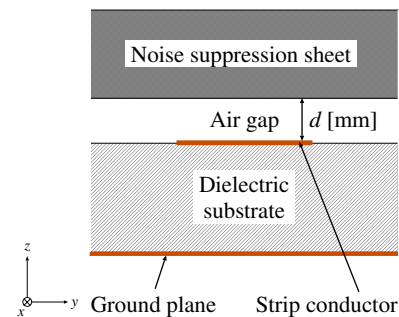 Noise suppression sheet
Air gap
d [mm]
Dielectric
substrate
z
y
x
Ground plane
Strip conductor